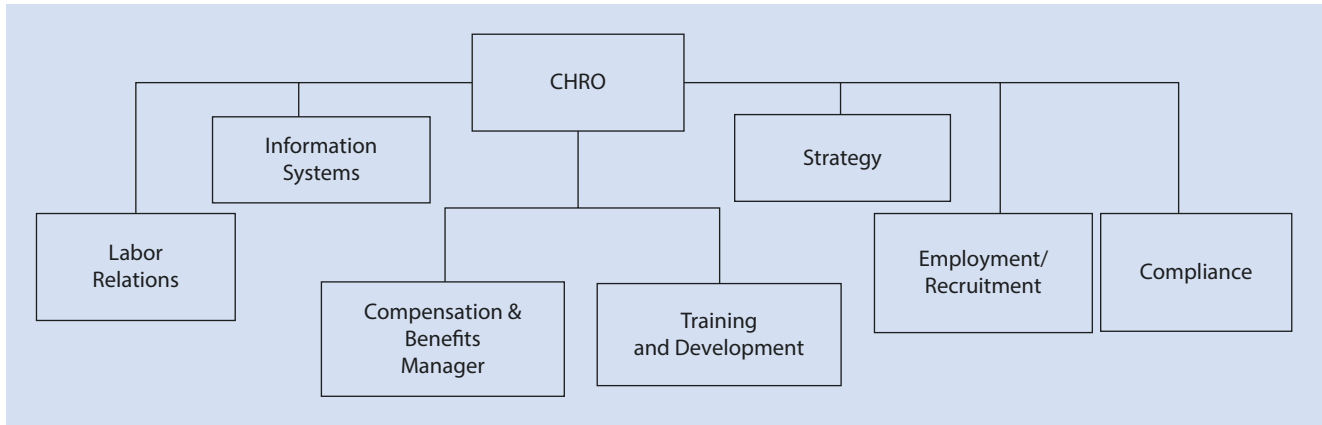 CHRO
Information
Systems
Strategy
Labor
Relations
Employment/
Recruitment
Compliance
Compensation &
Benefits
Manager
Training
and Development